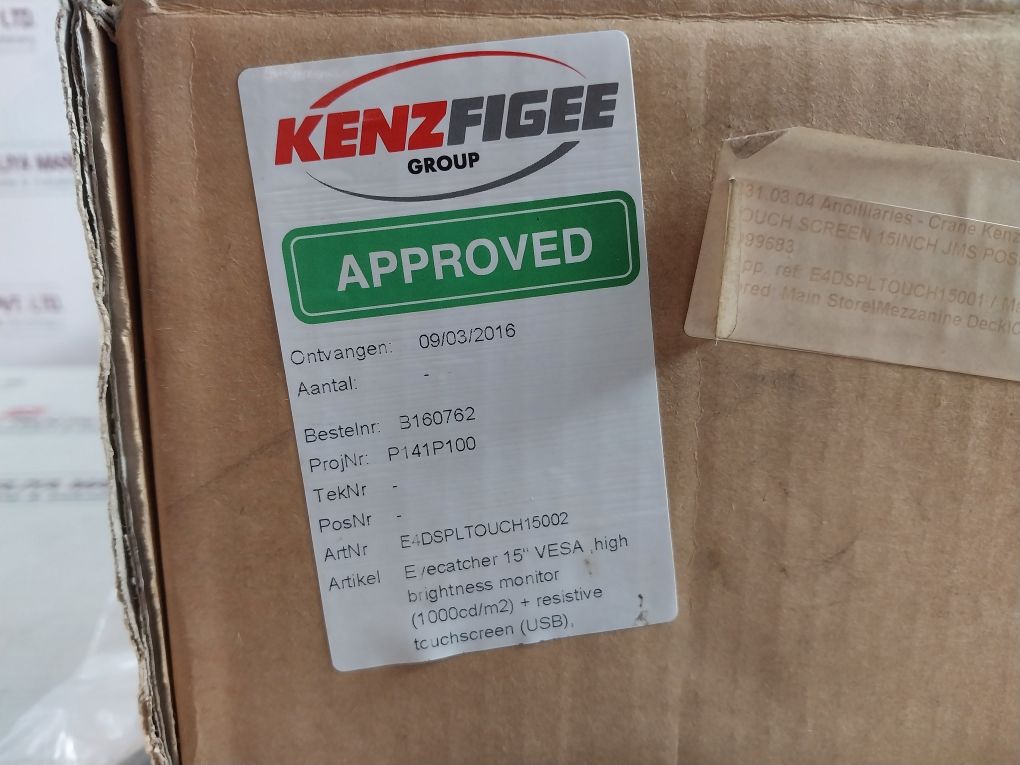 KENZFIGEE
GROUP
APPROVED
Ontvangen: 09/03/2016
Aantal: -
Bestelnr: B160762
ProjNr: P141P100
TekNr -
PosNr -
ArtNr E4DSPLTOUCH15002
Artikel Eyecatcher 15" VESA ,high
brightness monitor
(1000cd/m2) + resistive
touchscreen (USB),
31.03.04 Ancilliaries - Crane Kenz
OUCH SCREEN 15INCH JMS POS
99683
pp. ref. E4DSPLTOUCH15001 / M
red: Main Store\Mezzanine Deck\C